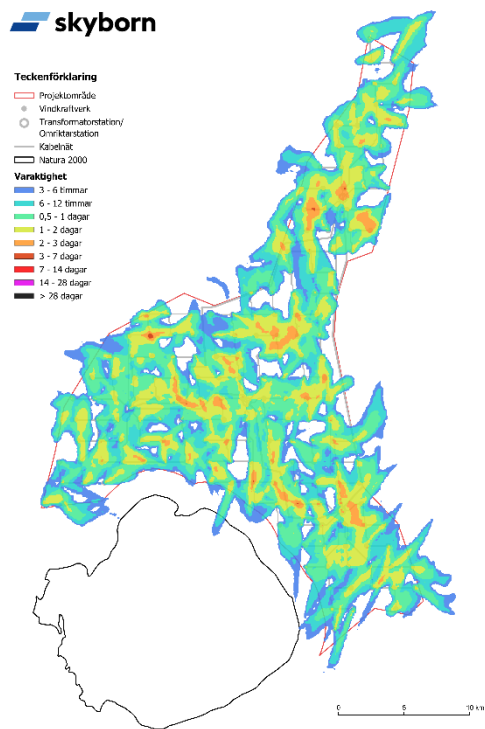 skyborn
Teckenförklaring
Projektområde
Vindkraftverk
Transformatorstation/
Omriktarstation
Kabelnät
Natura 2000
Varaktighet
3 - 6 timmar
6 - 12 timmar
0,5 - 1 dagar
1 - 2 dagar
2 - 3 dagar
3 - 7 dagar
7 - 14 dagar
14 - 28 dagar
> 28 dagar
0 5 10 km